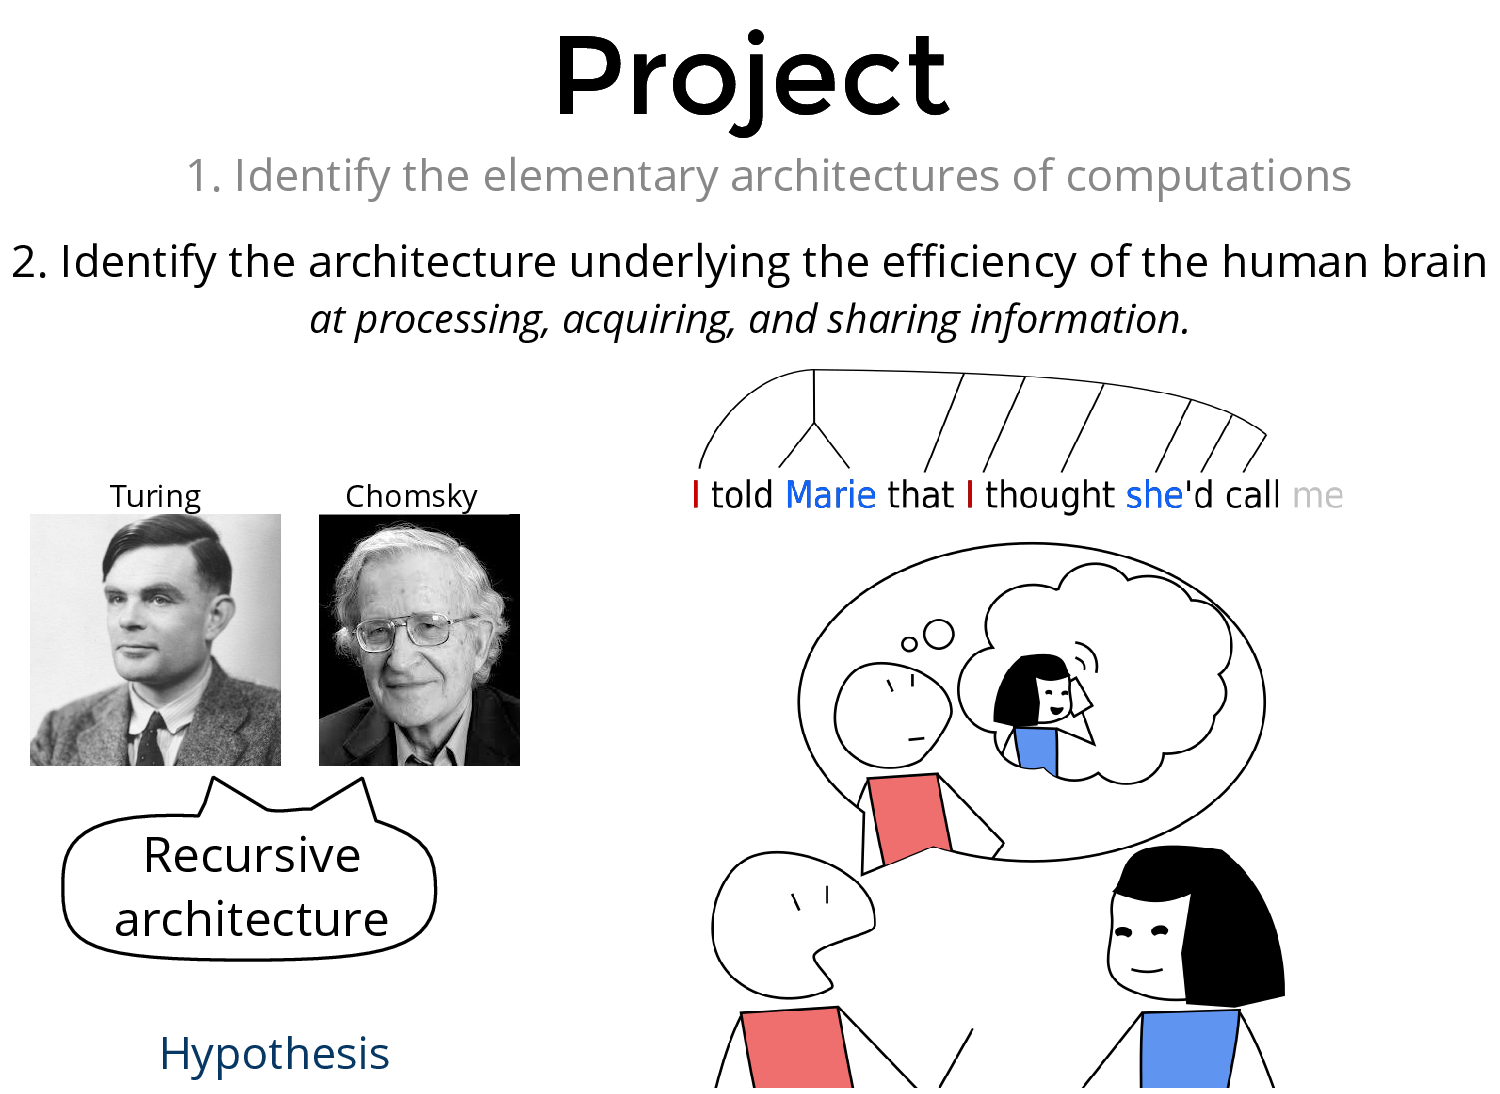 Project
1. Identify the elementary architectures of computations
2. Identify the architecture underlying the efficiency of the human brain
at processing, acquiring, and sharing information.
I told Marie that I thought she'd call me
Turing
Chomsky
Recursive
architecture
Hypothesis